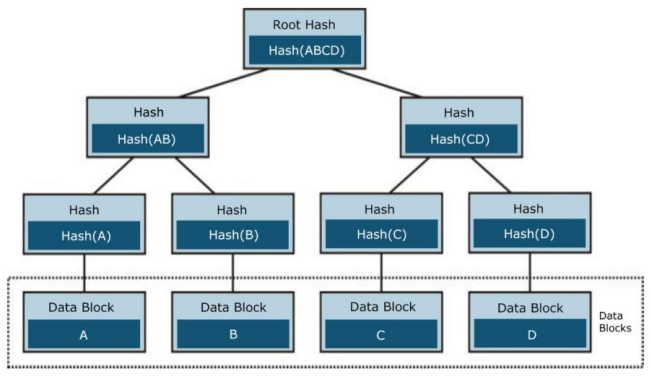 Root Hash
Hash(ABCD)
Hash
Hash
Hash(AB)
Hash(CD)
Hash
Hash
Hash
Hash
Hash(A)
Hash(B)
Hash(C)
Hash(D)
Data Block
Data Block
Data Block
Data Block
Data
Blocks
A
B
C
D